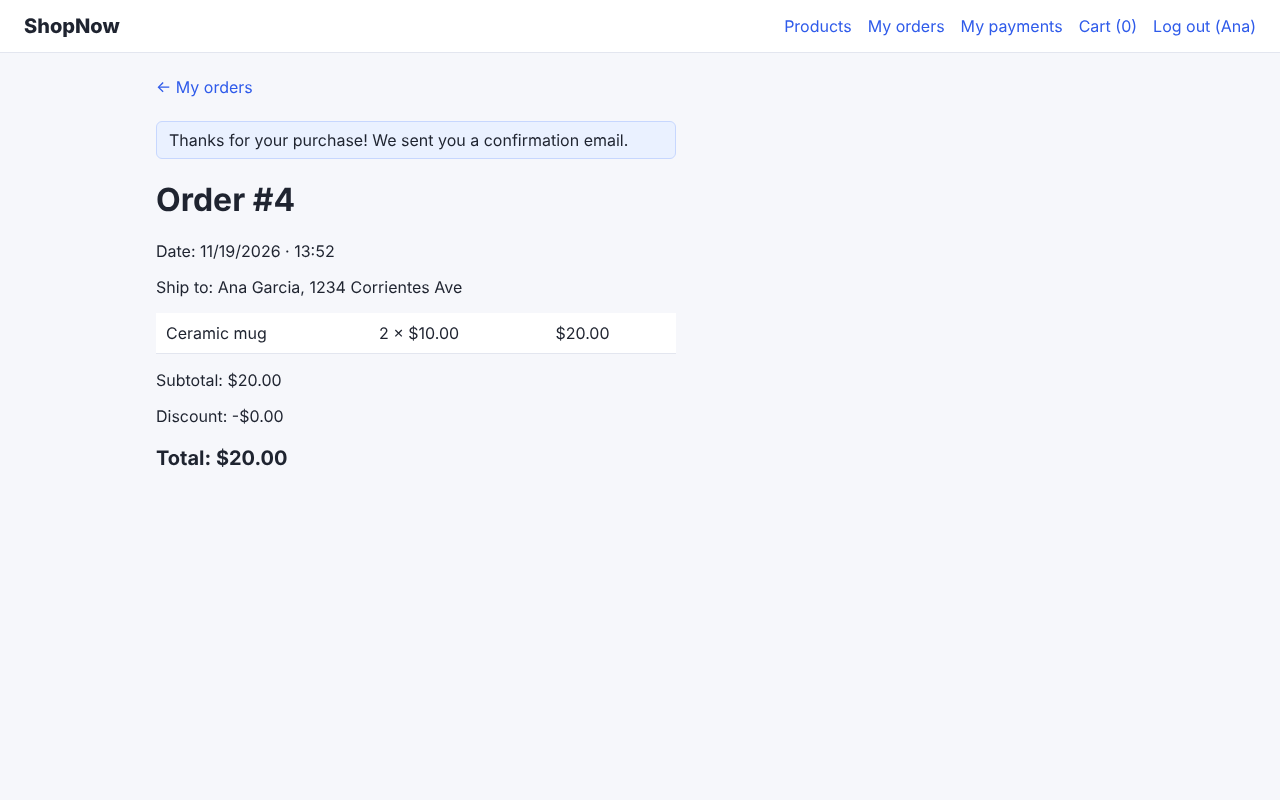 ShopNow
Products My orders My payments Cart (0) Log out (Ana)
← My orders
Thanks for your purchase! We sent you a confirmation email.
Order #4
Date: 11/19/2026 · 13:52
Ship to: Ana Garcia, 1234 Corrientes Ave
Ceramic mug 2 × $10.00 $20.00
Subtotal: $20.00
Discount: -$0.00
Total: $20.00